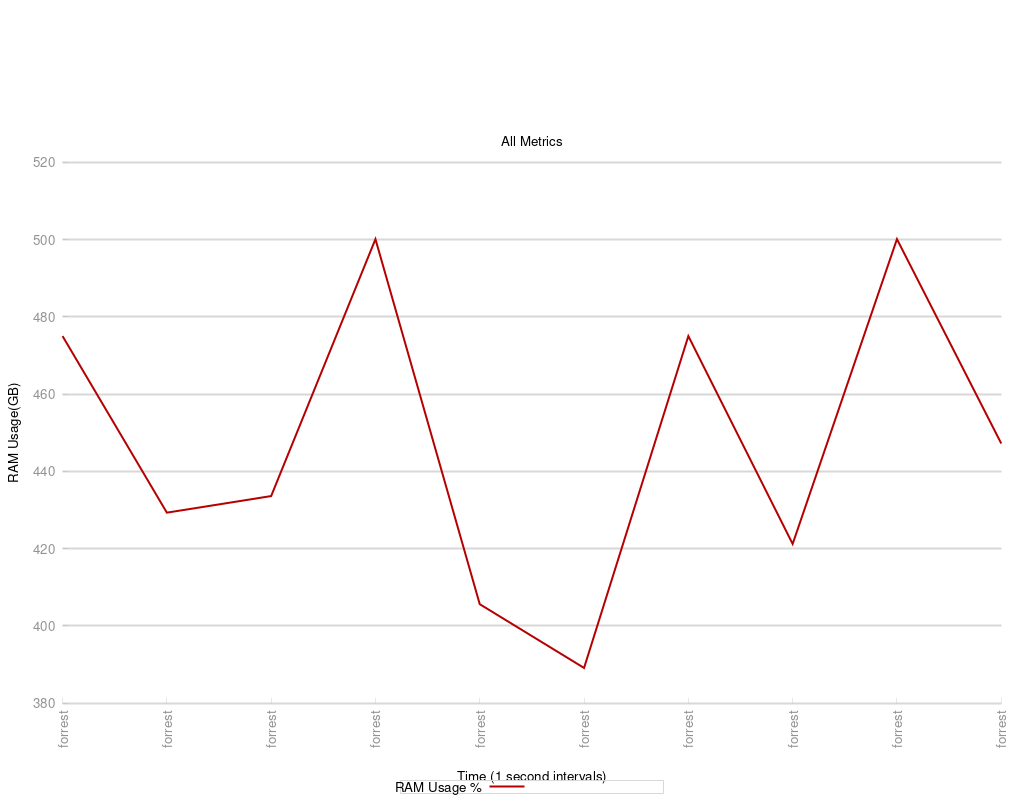 All Metrics
520
500
480
460
440
420
400
380
RAM Usage(GB)
forrest forrest forrest forrest forrest forrest forrest forrest forrest forrest
Time (1 second intervals)
RAM Usage %